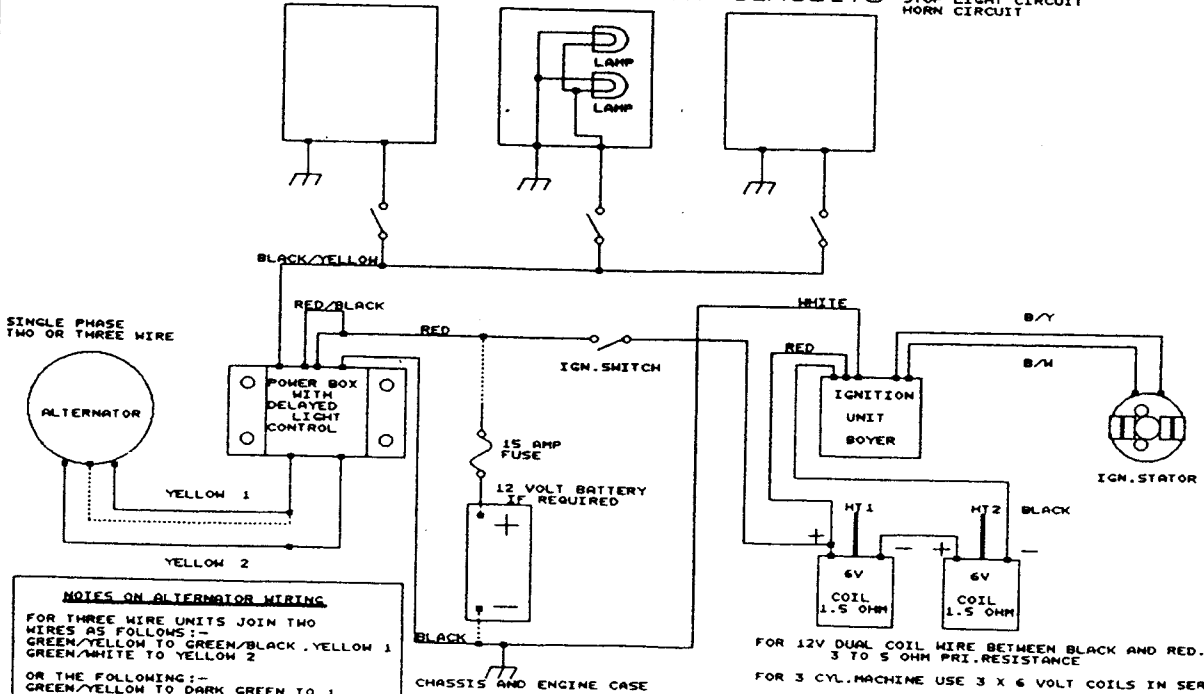 STOP LIGHT CIRCUIT
HORN CIRCUIT
LAMP
LAMP
BLACK/YELLOW
RED/BLACK
RED
WHITE
B/Y
SINGLE PHASE
TWO OR THREE WIRE
IGN.SWITCH
RED
B/W
ALTERNATOR
POWER BOX
WITH
DELAYED
LIGHT
CONTROL
IGNITION
UNIT
BOYER
15 AMP
FUSE
IGN.STATOR
YELLOW 1
12 VOLT BATTERY
IF REQUIRED
HT1
HT2
BLACK
+
+
-
+
-
YELLOW 2
6V
COIL
1.5 OHM
6V
COIL
1.5 OHM
-
NOTES ON ALTERNATOR WIRING
FOR THREE WIRE UNITS JOIN TWO
WIRES AS FOLLOWS:-
GREEN/YELLOW TO GREEN/BLACK.YELLOW 1
GREEN/WHITE TO YELLOW 2
OR THE FOLLOWING:-
GREEN/YELLOW TO DARK GREEN TO 1
BLACK
CHASSIS AND ENGINE CASE
FOR 12V DUAL COIL WIRE BETWEEN BLACK AND RED.
3 TO 5 OHM PRI.RESISTANCE
FOR 3 CYL.MACHINE USE 3 X 6 VOLT COILS IN